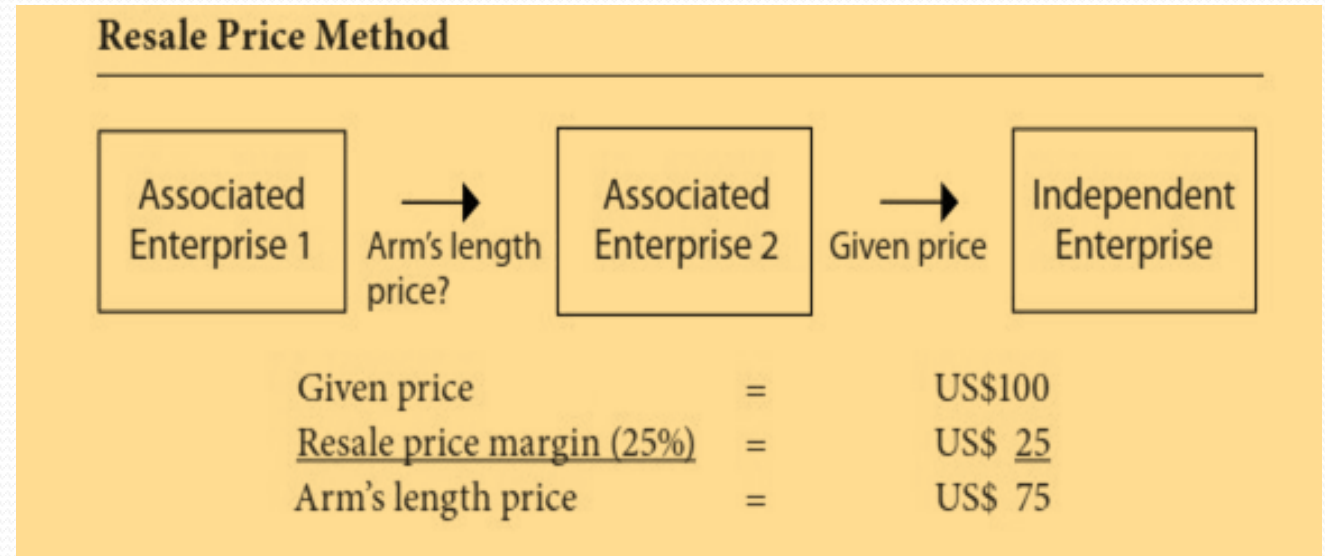 Resale Price Method
Associated
Enterprise 1
Arm's length
price?
Associated
Enterprise 2
Given price
Independent
Enterprise
Given price = US$100
Resale price margin (25%) = US$ 25
Arm's length price = US$ 75